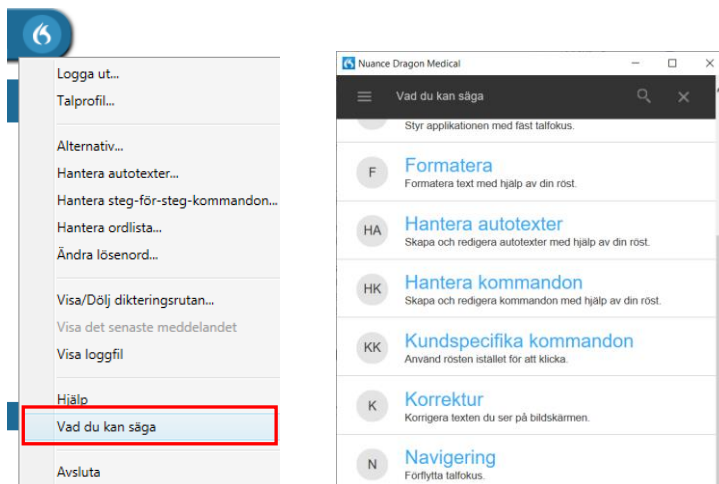 Logga ut...
Talprofil...
Alternativ...
Hantera autotexter...
Hantera steg-för-steg-kommandon...
Hantera ordlista...
Ändra lösenord...
Visa/Dölj dikteringsrutan...
Visa det senaste meddelandet
Visa loggfil
Hjälp
Vad du kan säga
Avsluta
Nuance Dragon Medical
Vad du kan säga
Styr applikationen med fäst talfokus.
F
Formatera
Formatera text med hjälp av din röst.
HA
Hantera autotexter
Skapa och redigera autotexter med hjälp av din röst.
HK
Hantera kommandon
Skapa och redigera kommandon med hjälp av din röst.
KK
Kundspecifika kommandon
Använd rösten istället för att klicka.
K
Korrektur
Korrigera texten du ser på bildskärmen.
N
Navigering
Förflytta talfokus.